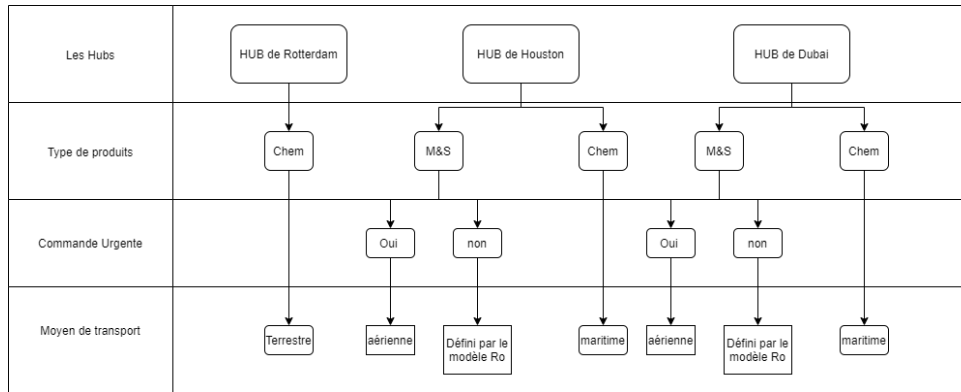 Les Hubs
HUB de Rotterdam
HUB de Houston
HUB de Dubai
Type de produits
Chem
M&S
Chem
M&S
Chem
Commande Urgente
Oui
non
Oui
non
Moyen de transport
Terrestre
aérienne
Défini par le
modèle Ro
maritime
aérienne
Défini par le
modèle Ro
maritime